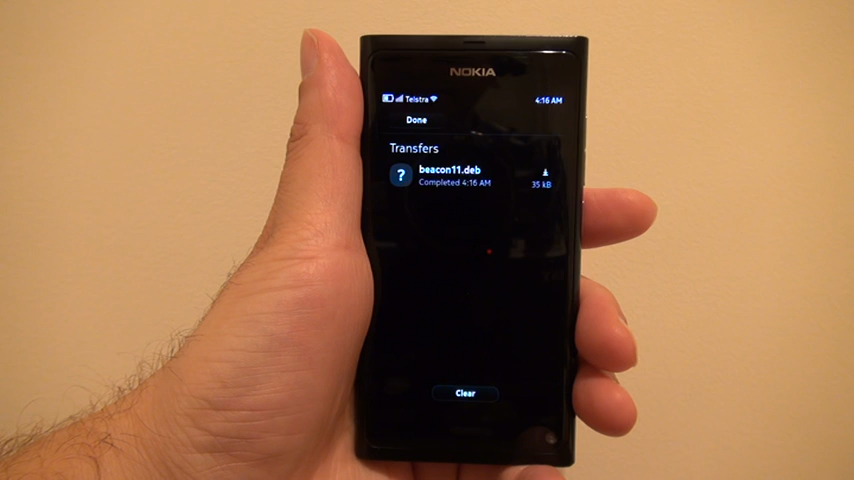 NOKIA
Telstra 4:16 AM
Done
Transfers
beacon11.deb
Completed 4:16 AM 35 kB
Clear